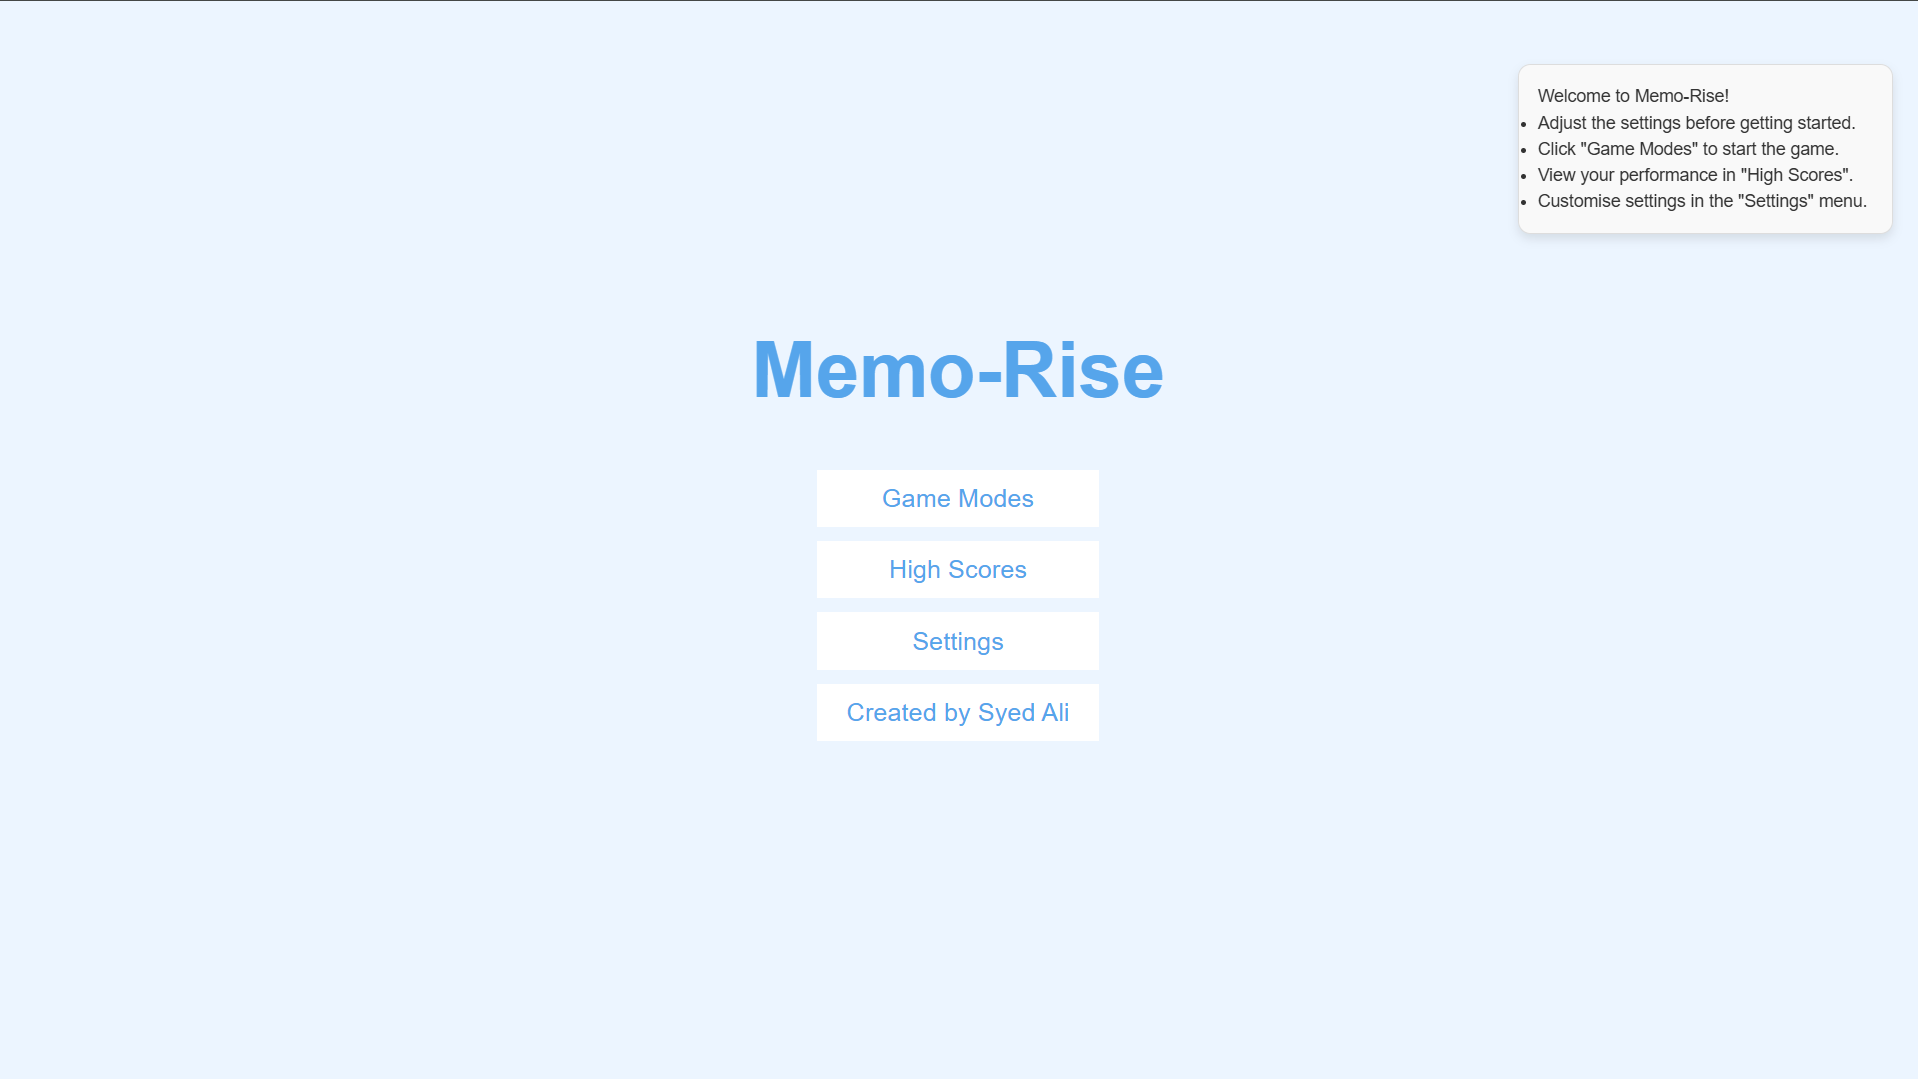 Welcome to Memo-Rise!
• Adjust the settings before getting started.
• Click "Game Modes" to start the game.
• View your performance in "High Scores".
• Customise settings in the "Settings" menu.
Memo-Rise
Game Modes
High Scores
Settings
Created by Syed Ali